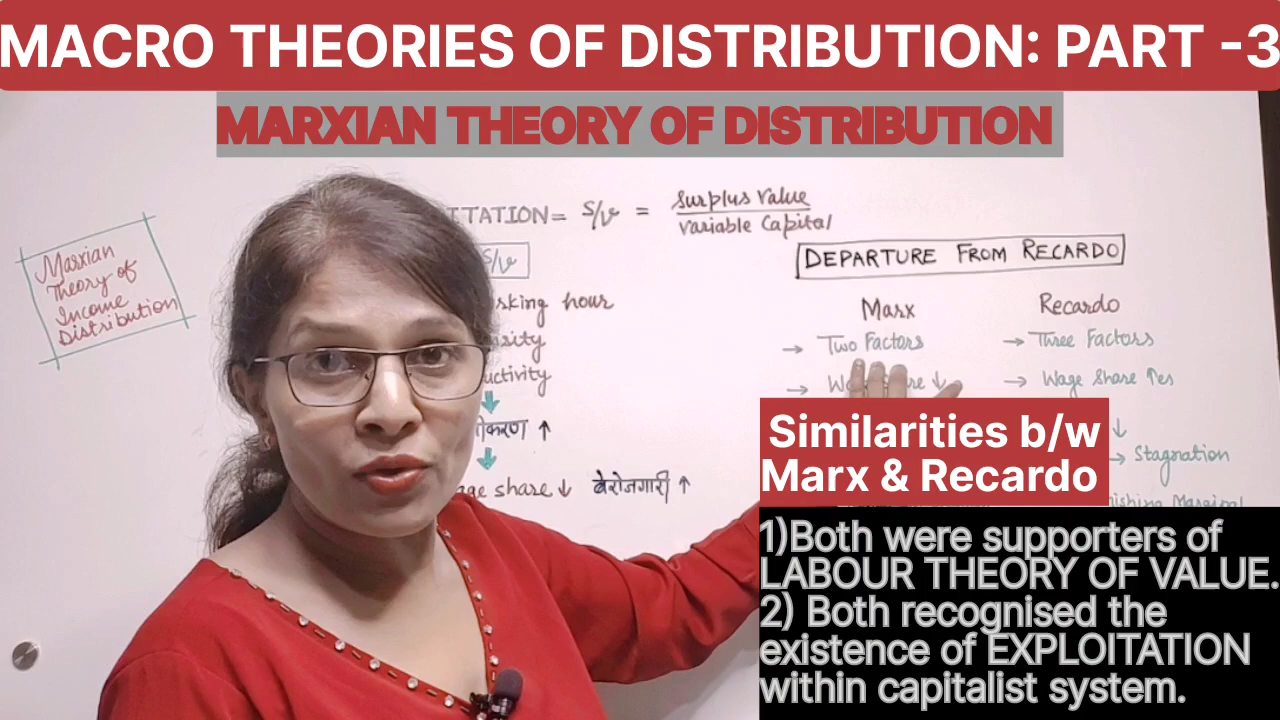 MACRO THEORIES OF DISTRIBUTION: PART -3
MARXIAN THEORY OF DISTRIBUTION
Marxian
Theory of
Income
Distribution
ITATION = S/v = Surplus Value
variable Capital
S/v
rking hour
uctivity
करण ↑
age share ↓ बेरोजगारी ↑
DEPARTURE FROM RECARDO
Marx Recardo
→ Two Factors → Three Factors
→ Wage Share ↑es
↓
→ Stagnation
Similarities b/w
Marx & Recardo
1)Both were supporters of
LABOUR THEORY OF VALUE.
2) Both recognised the
existence of EXPLOITATION
within capitalist system.